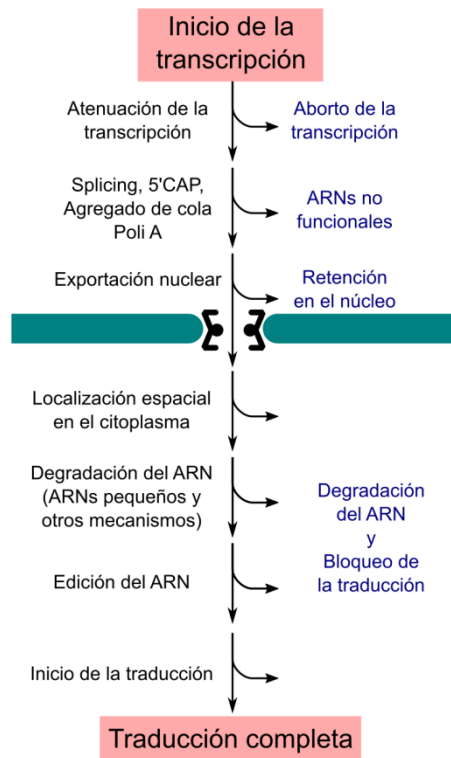 Inicio de la
transcripción
Atenuación de la
transcripción
Aborto de la
transcripción
Splicing, 5'CAP,
Agregado de cola
Poli A
ARNs no
funcionales
Exportación nuclear
Retención
en el núcleo
Localización espacial
en el citoplasma
Degradación del ARN
(ARNs pequeños y
otros mecanismos)
Degradación
del ARN
y
Bloqueo de
la traducción
Edición del ARN
Inicio de la traducción
Traducción completa